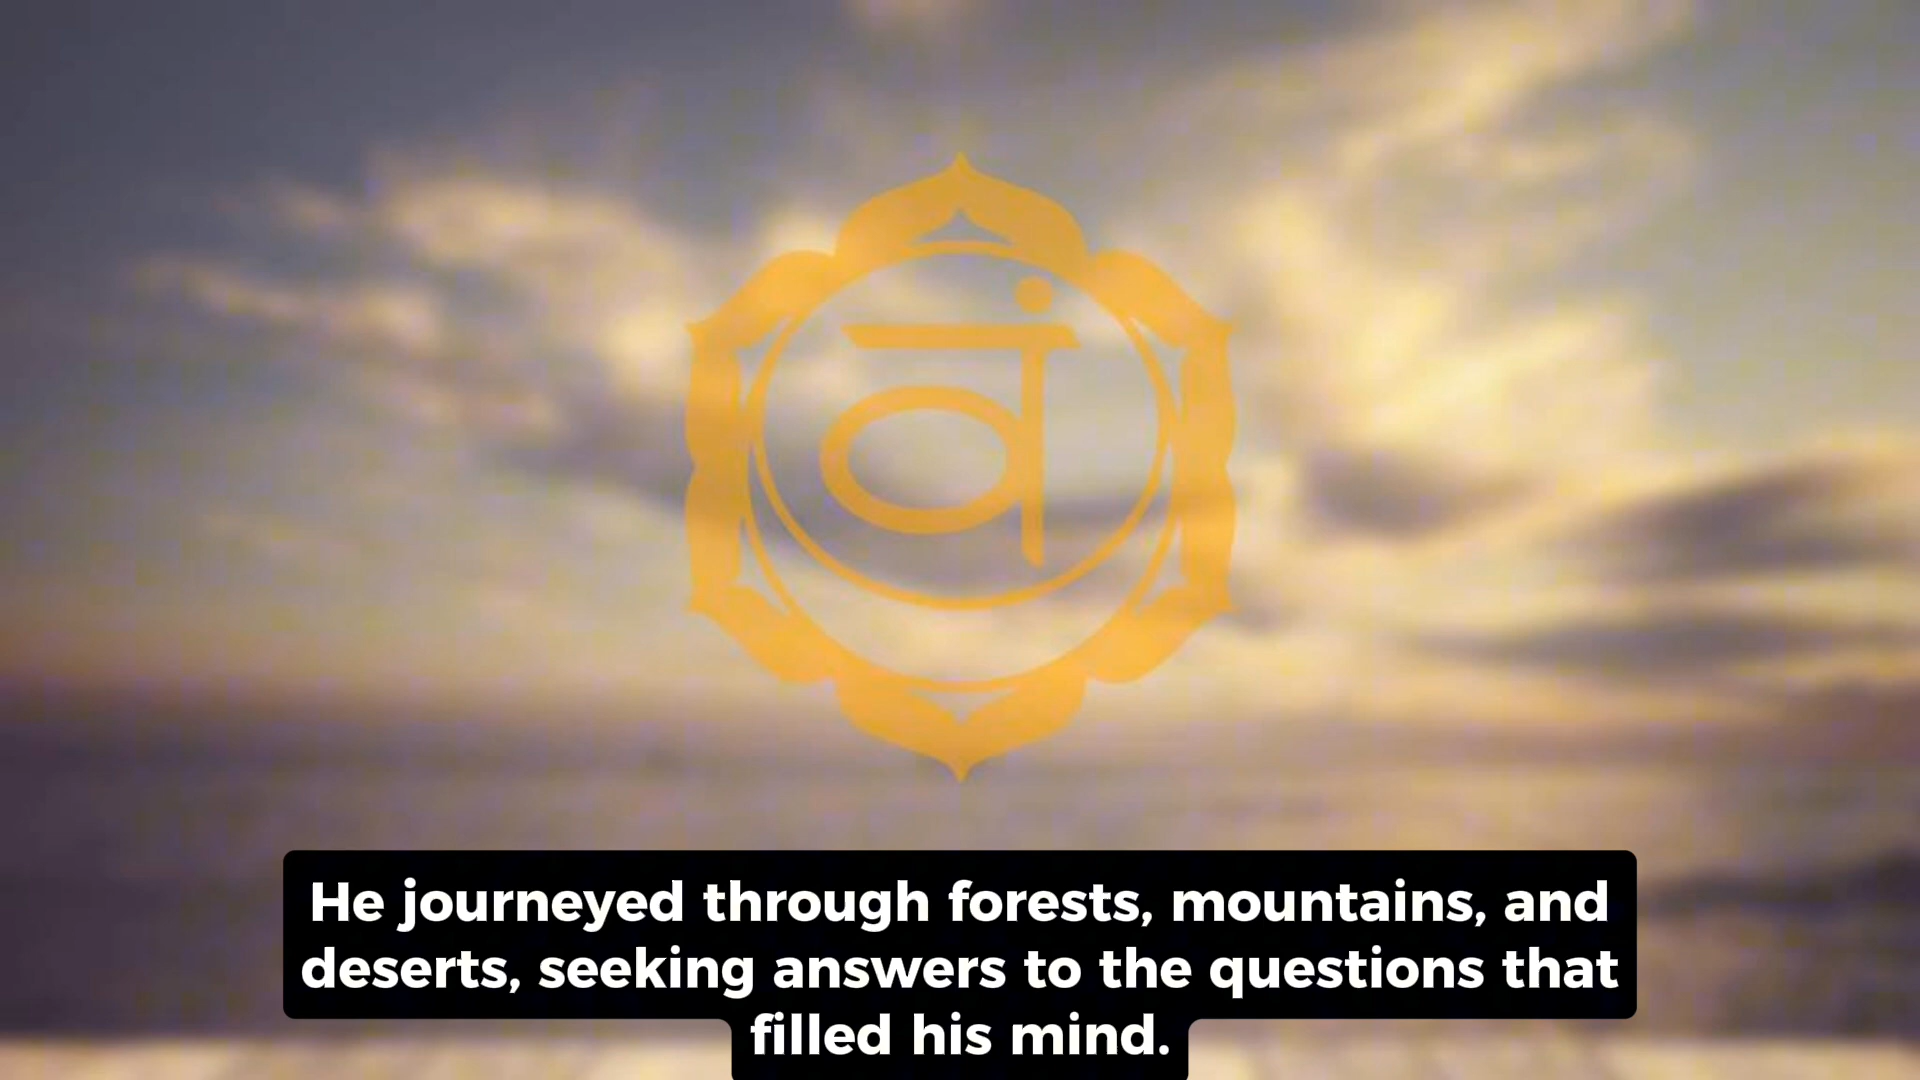 वं
He journeyed through forests, mountains, and
deserts, seeking answers to the questions that
filled his mind.